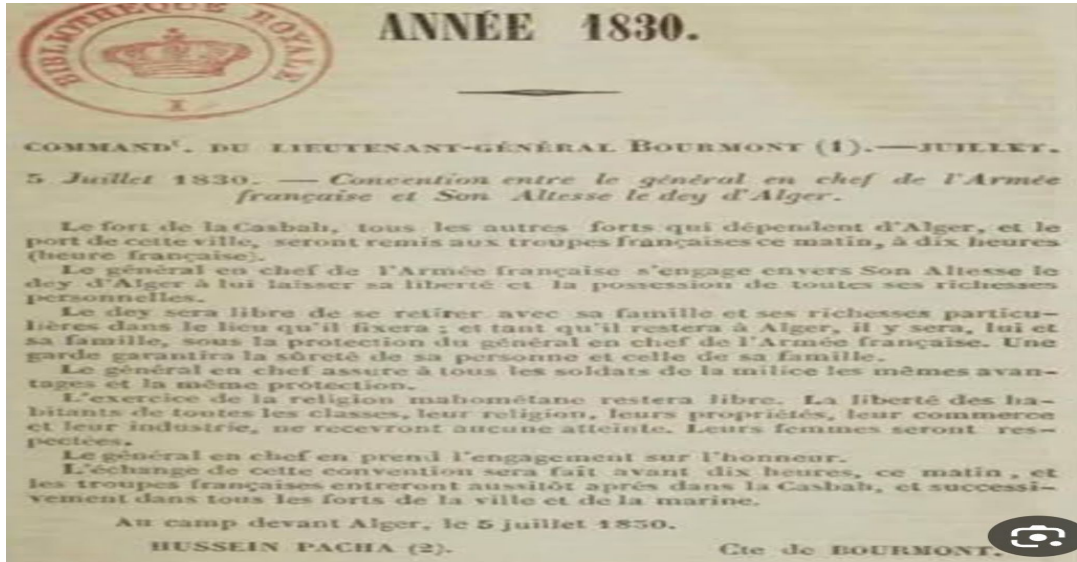 BIBLIOTHÈQUE ROYALE
I
ANNÉE 1830.
COMMANDt. DU LIEUTENANT-GÉNÉRAL BOURMONT (1).—JUILLET.
5 Juillet 1830. — Convention entre le général en chef de l'Armée
française et Son Altesse le dey d'Alger.
Le fort de la Casbah, tous les autres forts qui dépendent d'Alger, et le
port de cette ville, seront remis aux troupes françaises ce matin, à dix heures
(heure française).
Le général en chef de l'Armée française s'engage envers Son Altesse le
dey d'Alger à lui laisser sa liberté et la possession de toutes ses richesses
personnelles.
Le dey sera libre de se retirer avec sa famille et ses richesses particu-
lières dans le lieu qu'il fixera ; et tant qu'il restera à Alger, il y sera, lui et
sa famille, sous la protection du général en chef de l'Armée française. Une
garde garantira la sûreté de sa personne et celle de sa famille.
Le général en chef assure à tous les soldats de la milice les mêmes avan-
tages et la même protection.
L'exercice de la religion mahométane restera libre. La liberté des ha-
bitants de toutes les classes, leur religion, leurs propriétés, leur commerce
et leur industrie, ne recevront aucune atteinte. Leurs femmes seront res-
pectées.
Le général en chef en prend l'engagement sur l'honneur.
L'échange de cette convention sera fait avant dix heures, ce matin, et
les troupes françaises entreront aussitôt après dans la Casbah, et successi-
vement dans tous les forts de la ville et de la marine.
Au camp devant Alger, le 5 juillet 1830.
HUSSEIN PACHA (2). Cte de BOURMONT.